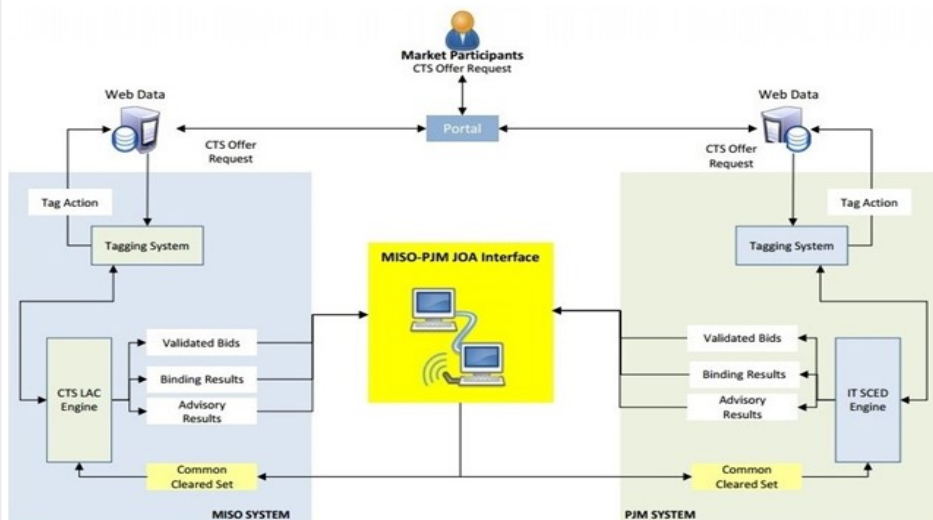 Market Participants
CTS Offer Request
Web Data
Web Data
Portal
CTS Offer
Request
CTS Offer
Request
Tag Action
Tag Action
Tagging System
Tagging System
MISO-PJM JOA Interface
Validated Bids
Validated Bids
Binding Results
Binding Results
CTS LAC
Engine
IT SCED
Engine
Advisory
Results
Advisory
Results
Common
Cleared Set
Common
Cleared Set
MISO SYSTEM
PJM SYSTEM